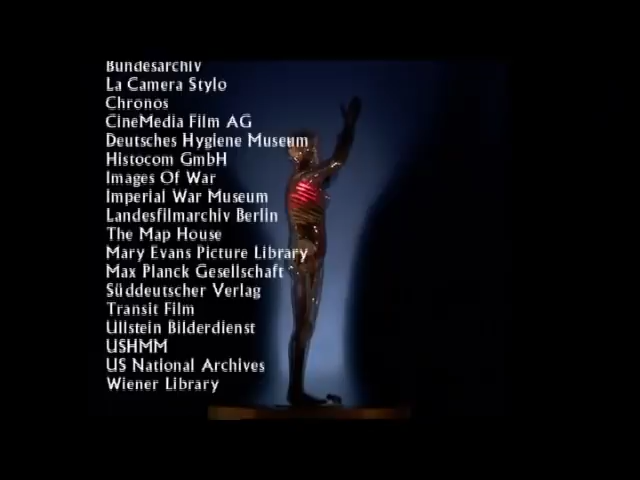 Bundesarchiv
La Camera Stylo
Chronos
CineMedia Film AG
Deutsches Hygiene Museum
Histocom GmbH
Images Of War
Imperial War Museum
Landesfilmarchiv Berlin
The Map House
Mary Evans Picture Library
Max Planck Gesellschaft
Süddeutscher Verlag
Transit Film
Ullstein Bilderdienst
USHMM
US National Archives
Wiener Library